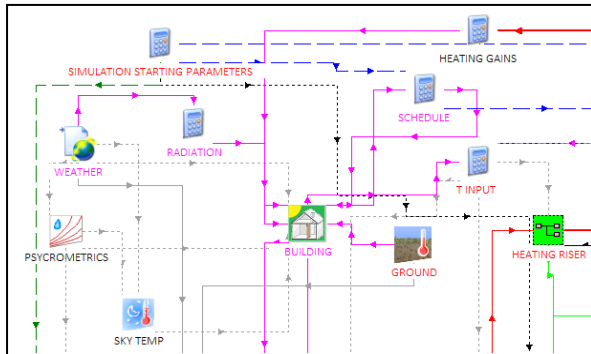 SIMULATION STARTING PARAMETERS
HEATING GAINS
SCHEDULE
RADIATION
WEATHER
T INPUT
PSYCROMETRICS
BUILDING
GROUND
HEATING RISER
SKY TEMP